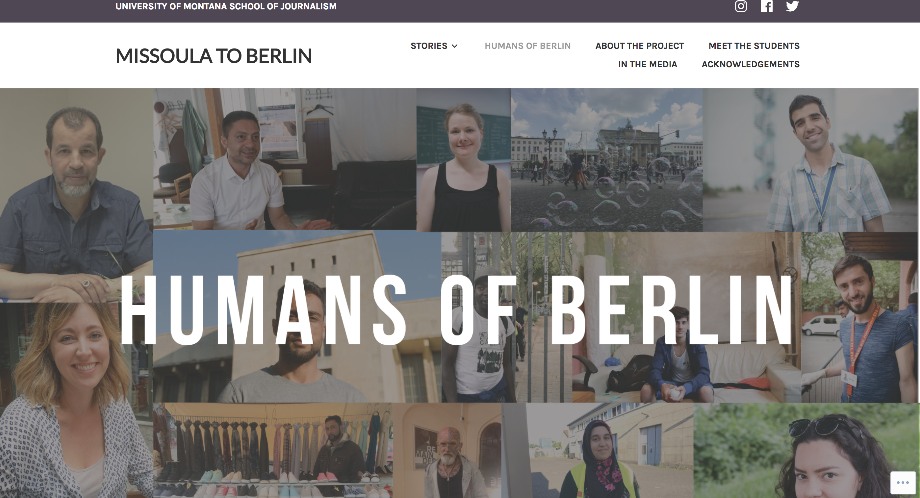 UNIVERSITY OF MONTANA SCHOOL OF JOURNALISM
MISSOULA TO BERLIN
STORIES
HUMANS OF BERLIN
ABOUT THE PROJECT
MEET THE STUDENTS
IN THE MEDIA
ACKNOWLEDGEMENTS
HUMANS OF BERLIN